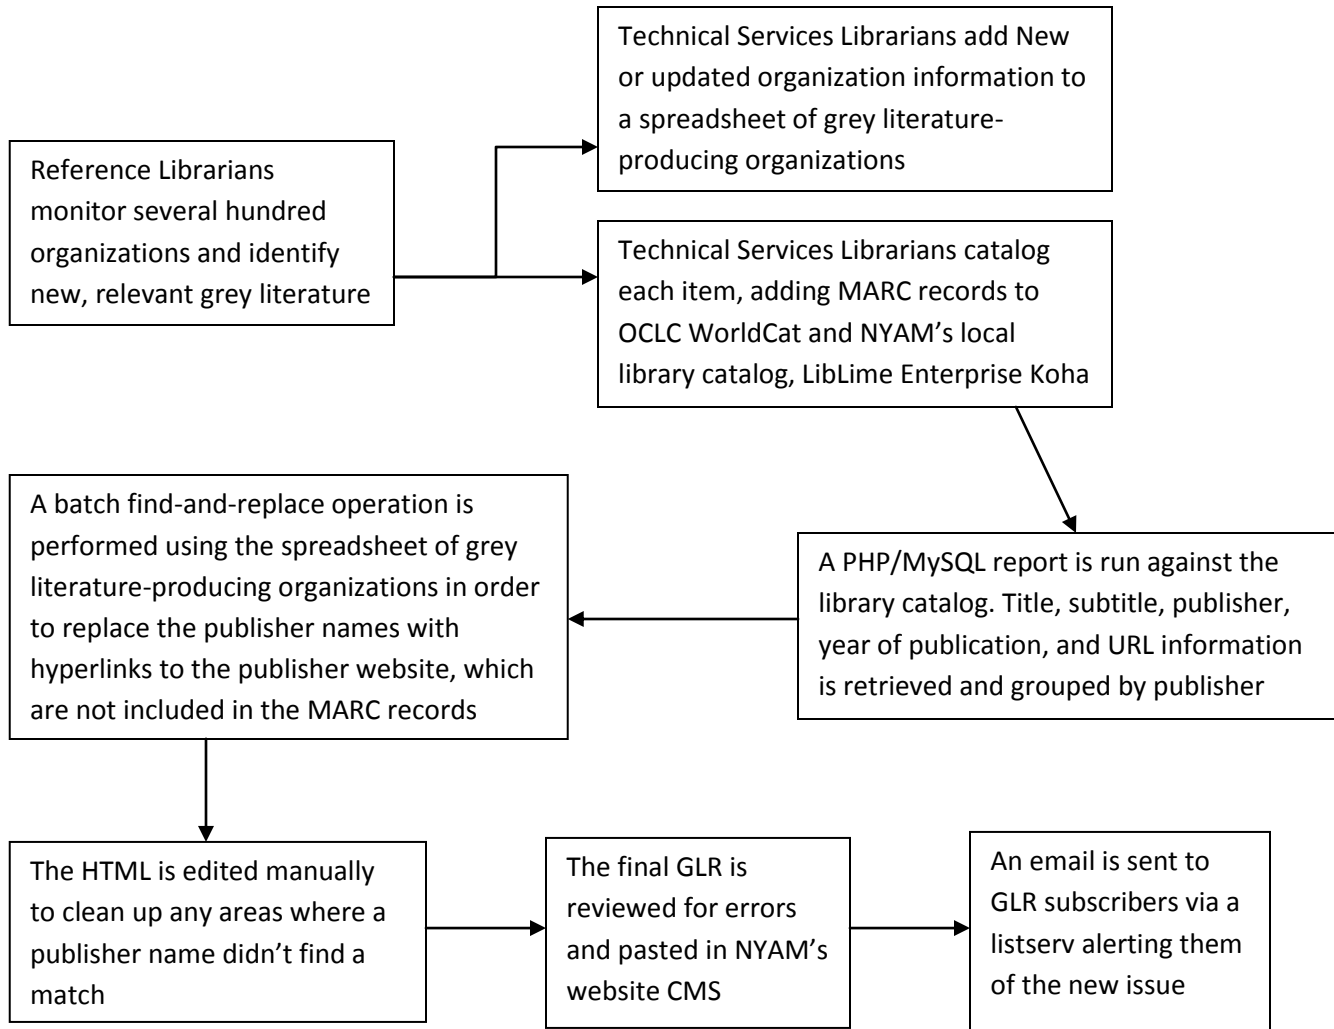 Technical Services Librarians add New
or updated organization information to
a spreadsheet of grey literature-
producing organizations
Reference Librarians
monitor several hundred
organizations and identify
new, relevant grey literature
Technical Services Librarians catalog
each item, adding MARC records to
OCLC WorldCat and NYAM’s local
library catalog, LibLime Enterprise Koha
A PHP/MySQL report is run against the
library catalog. Title, subtitle, publisher,
year of publication, and URL information
is retrieved and grouped by publisher
A batch find-and-replace operation is
performed using the spreadsheet of grey
literature-producing organizations in order
to replace the publisher names with
hyperlinks to the publisher website, which
are not included in the MARC records
The HTML is edited manually
to clean up any areas where a
publisher name didn’t find a
match
The final GLR is
reviewed for errors
and pasted in NYAM’s
website CMS
An email is sent to
GLR subscribers via a
listserv alerting them
of the new issue